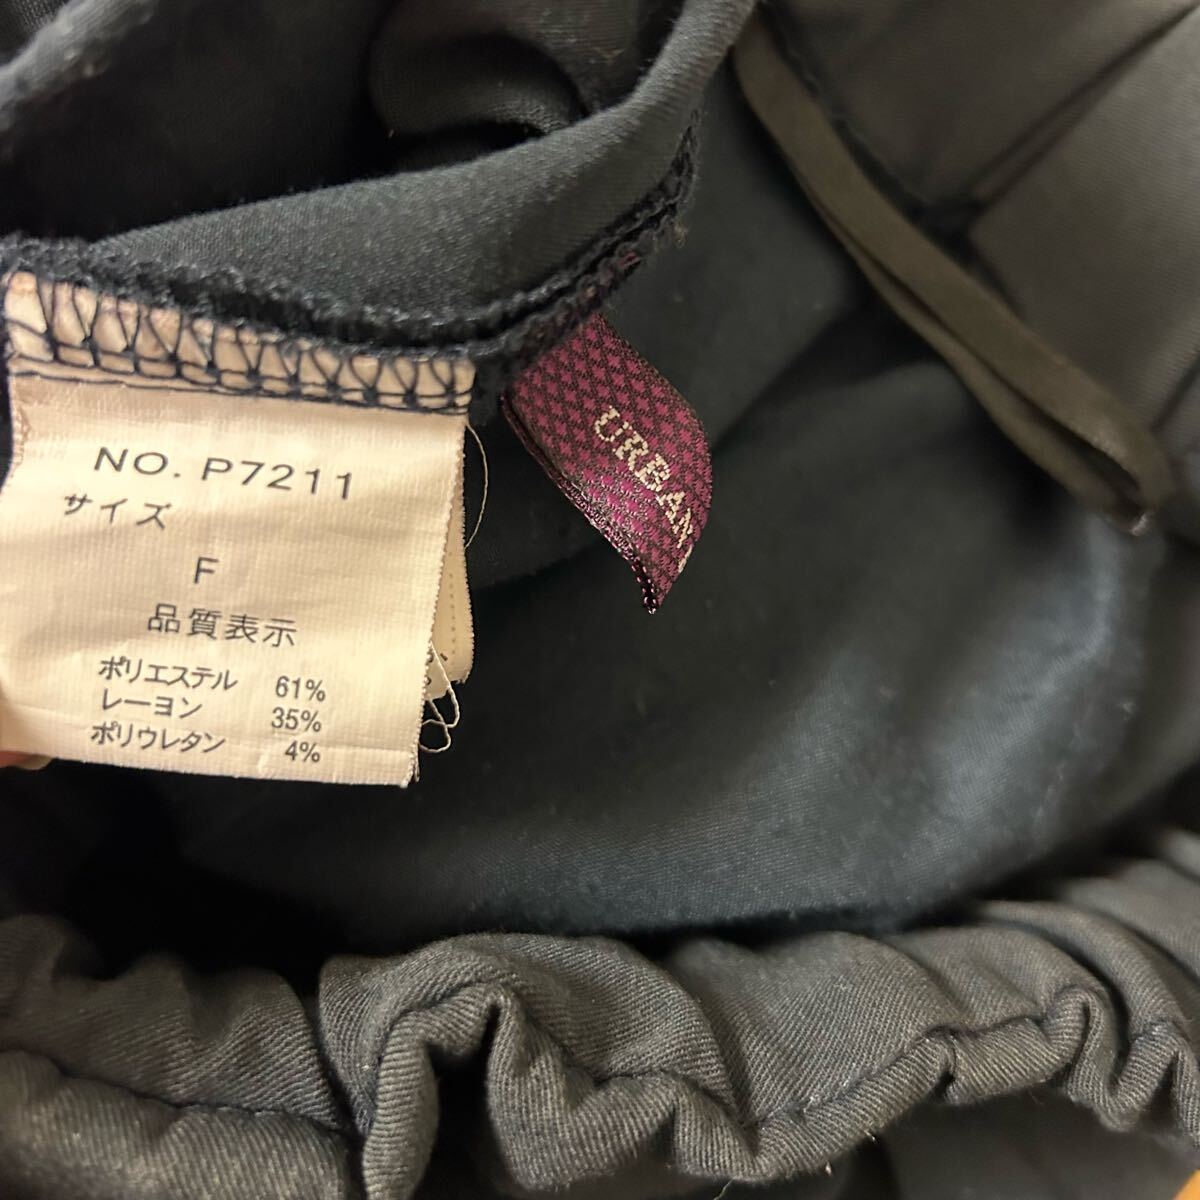 NO. P7211
サイズ
F
品質表示
ポリエステル 61%
レーヨン 35%
ポリウレタン 4%
URBAN